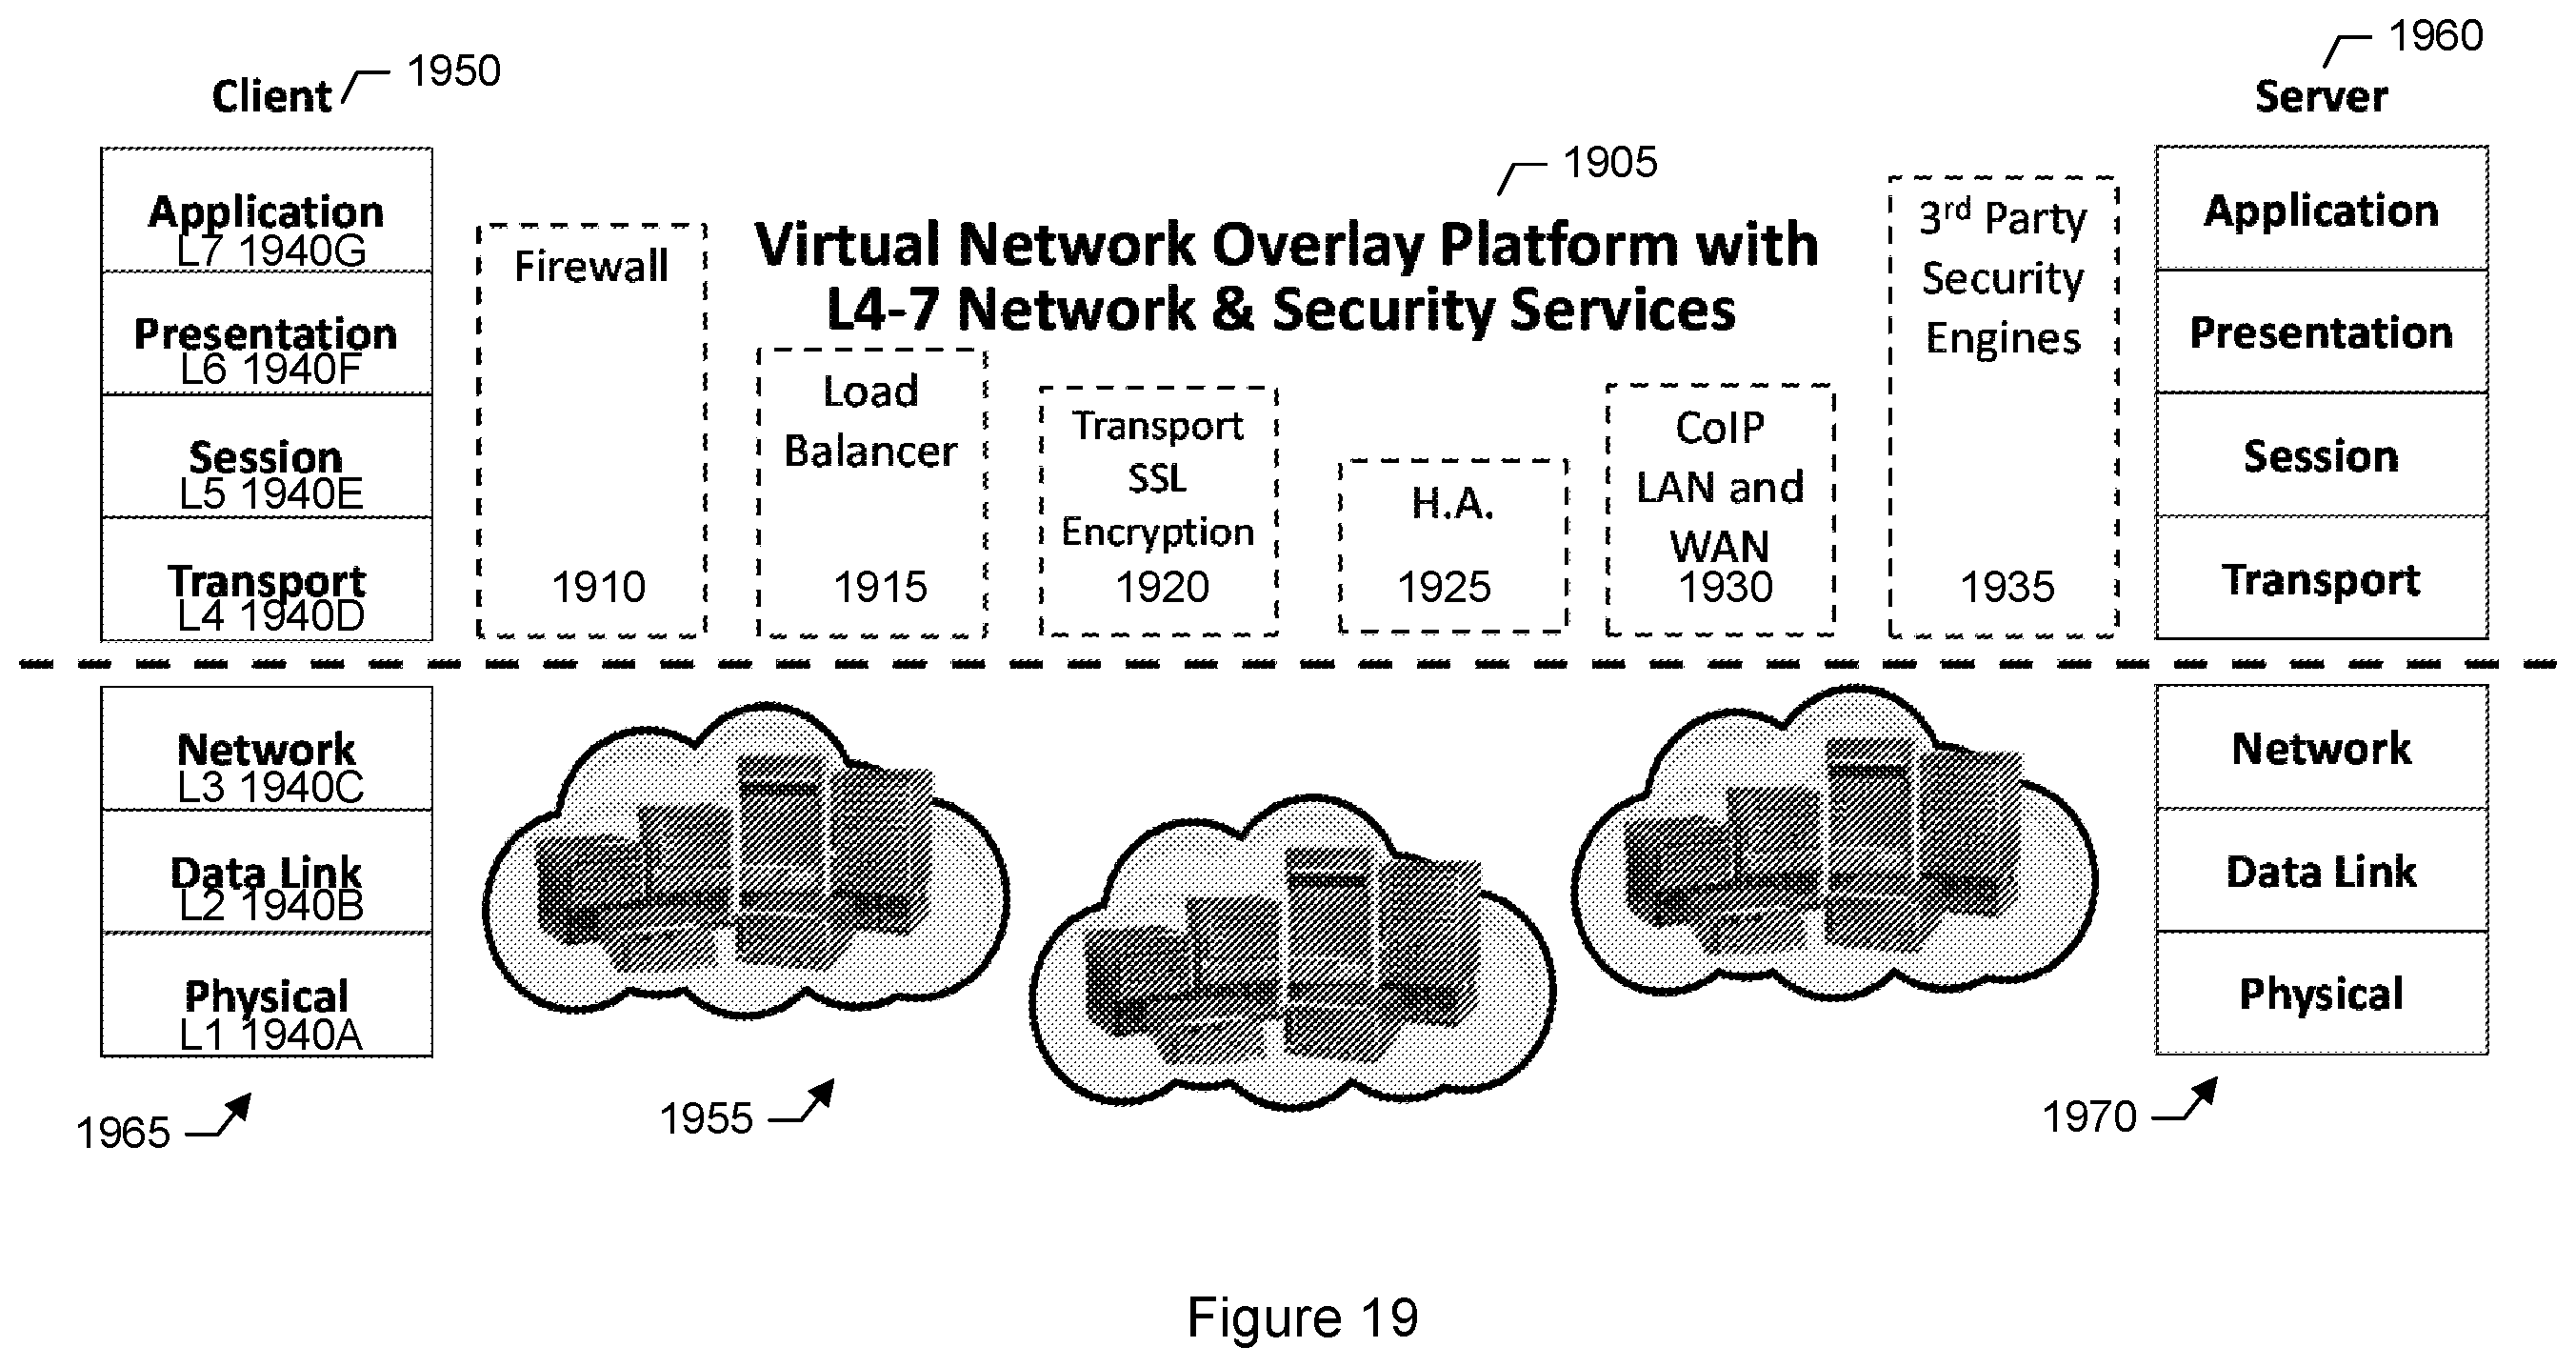 1950
Client
1960
Server
1905
Virtual Network Overlay Platform with
L4-7 Network & Security Services
Application
L7 1940G
Presentation
L6 1940F
Session
L5 1940E
Transport
L4 1940D
Firewall
1910
Load
Balancer
1915
Transport
SSL
Encryption
1920
H.A.
1925
CoIP
LAN and
WAN
1930
3rd Party
Security
Engines
1935
Application
Presentation
Session
Transport
Network
L3 1940C
Data Link
L2 1940B
Physical
L1 1940A
Network
Data Link
Physical
1965
1955
1970
Figure 19